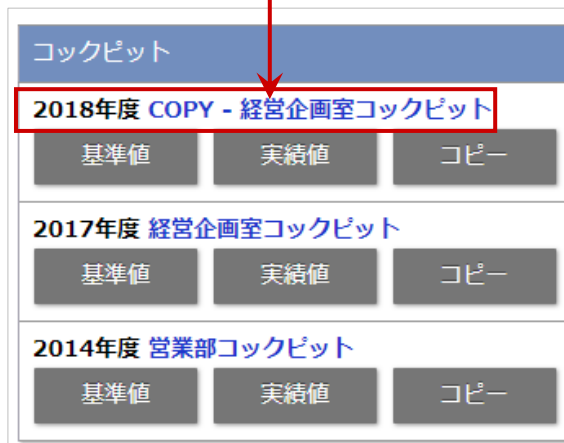 コックピット
2018年度 COPY - 経営企画室コックピット
基準値 実績値 コピー
2017年度 経営企画室コックピット
基準値 実績値 コピー
2014年度 営業部コックピット
基準値 実績値 コピー